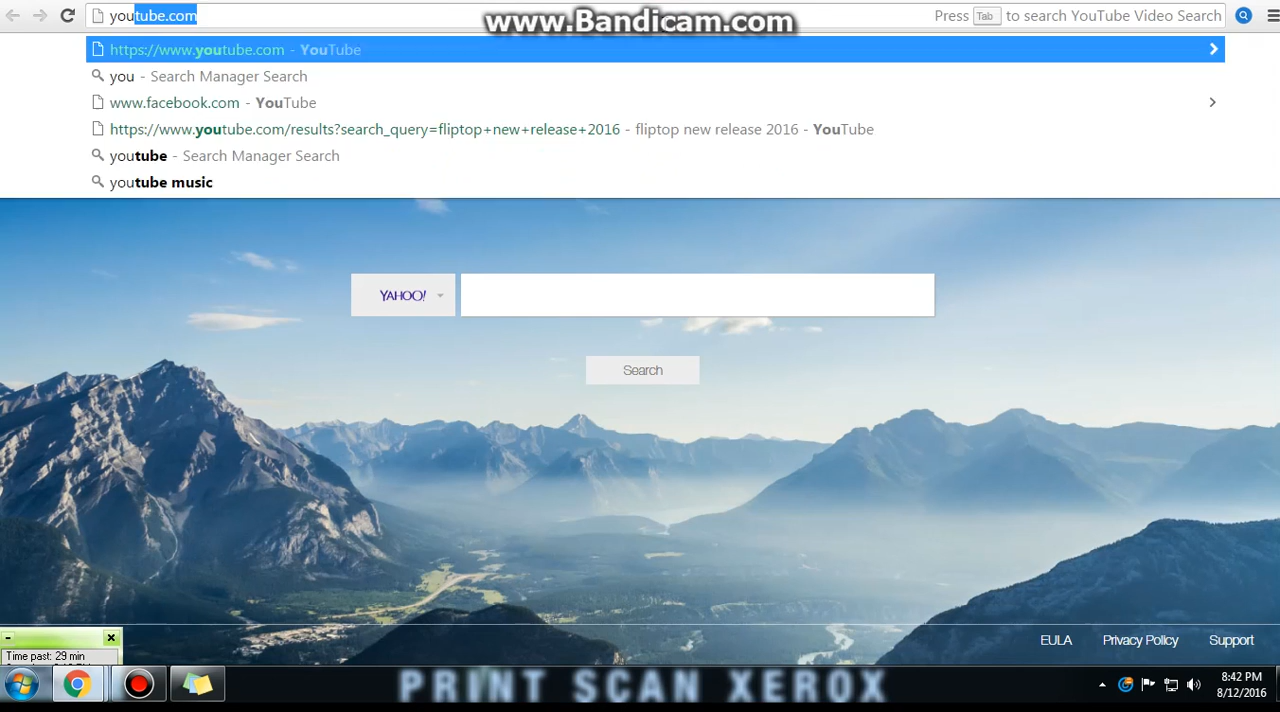 youtube.com
www.Bandicam.com
Press Tab to search YouTube Video Search
https://www.youtube.com - YouTube
you - Search Manager Search
www.facebook.com - YouTube
https://www.youtube.com/results?search_query=fliptop+new+release+2016 - fliptop new release 2016 - YouTube
youtube - Search Manager Search
youtube music
YAHOO!
Search
EULA Privacy Policy Support
Time past: 29 min
PRINT SCAN XEROX
8:42 PM
8/12/2016